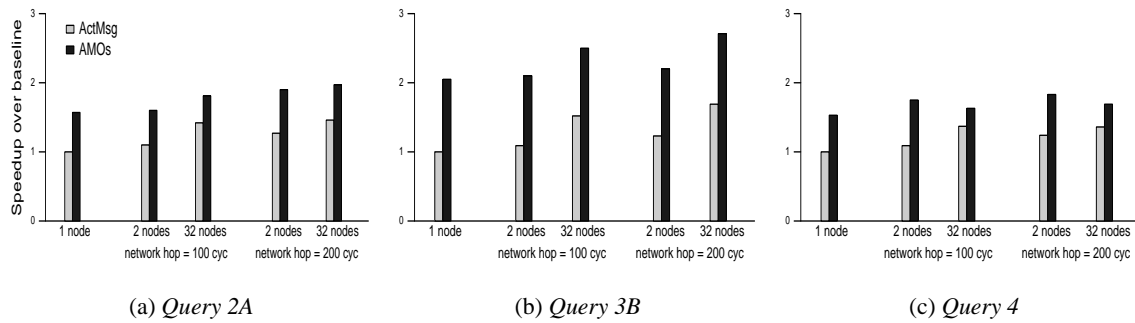 Speedup over baseline
3
2
1
0
ActMsg
AMOs
1 node
2 nodes
32 nodes
2 nodes
32 nodes
network hop = 100 cyc
network hop = 200 cyc
(a) Query 2A
3
2
1
0
1 node
2 nodes
32 nodes
2 nodes
32 nodes
network hop = 100 cyc
network hop = 200 cyc
(b) Query 3B
3
2
1
0
1 node
2 nodes
32 nodes
2 nodes
32 nodes
network hop = 100 cyc
network hop = 200 cyc
(c) Query 4